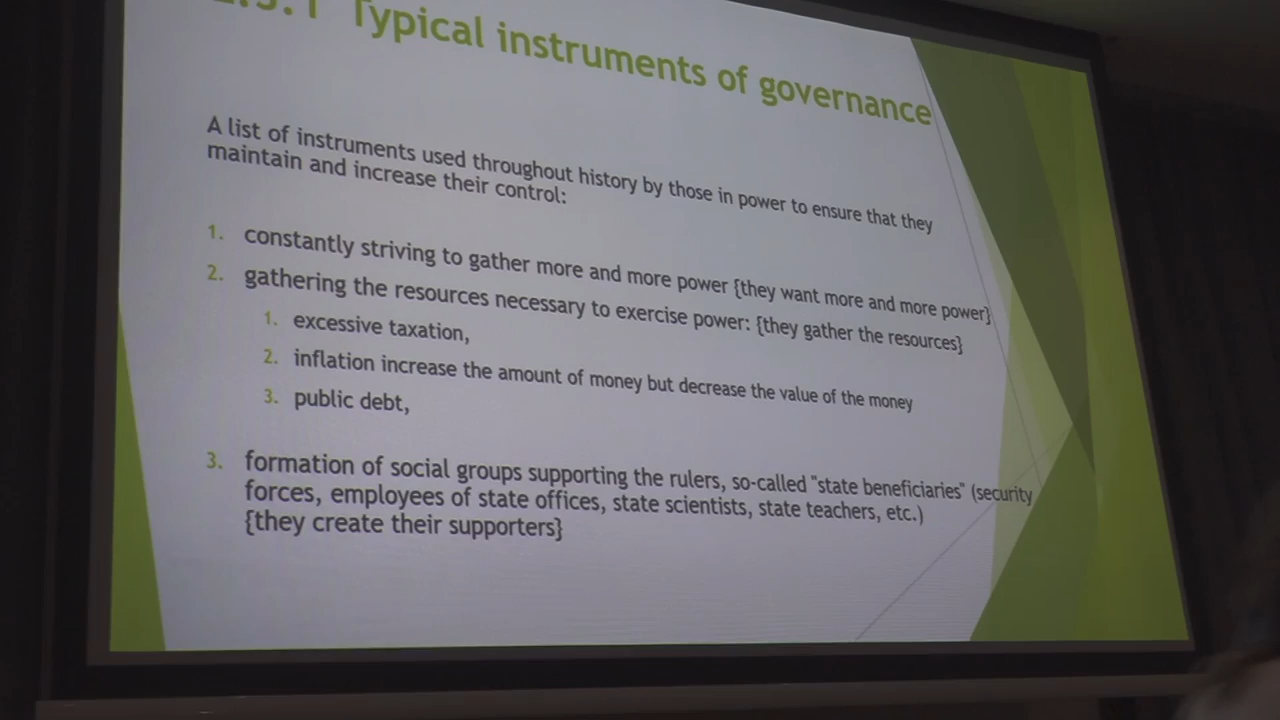 Typical instruments of governance
A list of instruments used throughout history by those in power to ensure that they
maintain and increase their control:
1. constantly striving to gather more and more power {they want more and more power}
2. gathering the resources necessary to exercise power: {they gather the resources}
1. excessive taxation,
2. inflation increase the amount of money but decrease the value of the money
3. public debt,
3. formation of social groups supporting the rulers, so-called "state beneficiaries" (security
forces, employees of state offices, state scientists, state teachers, etc.)
{they create their supporters}